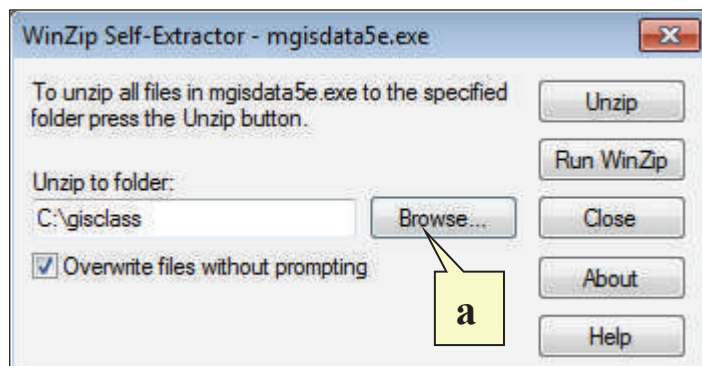 WinZip Self-Extractor - mgisdata5e.exe
To unzip all files in mgisdata5e.exe to the specified
folder press the Unzip button.
Unzip
Run WinZip
Unzip to folder:
C:\gisclass
Browse...
Close
Overwrite files without prompting
About
a
Help